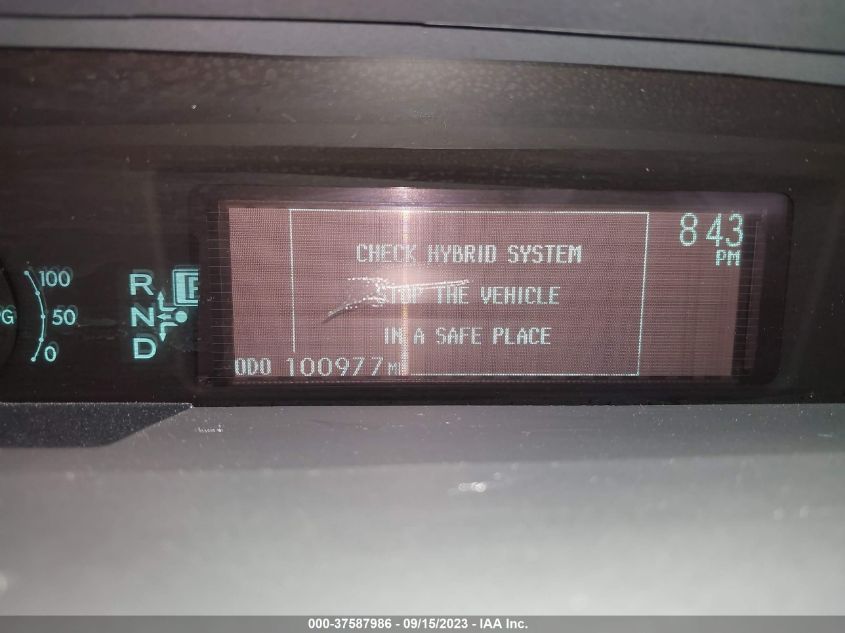 8 43
PM
CHECK HYBRID SYSTEM
STOP THE VEHICLE
IN A SAFE PLACE
ODO 100977
100
50
0
R
N
D
P
000-37587986 - 09/15/2023 - IAA Inc.